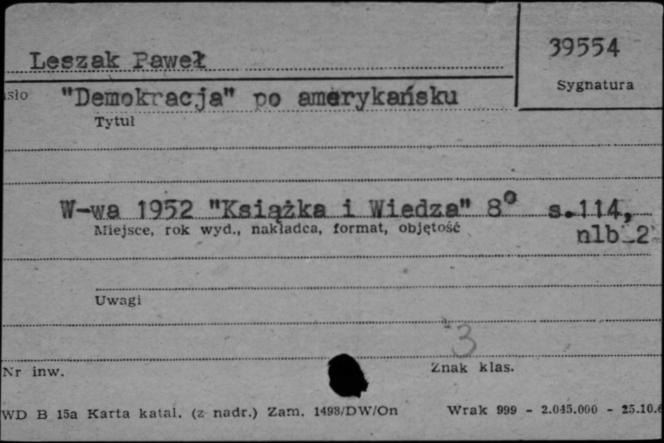 Leszak Paweł
39554
Sygnatura
"Demokracja" po amerykańsku
Tytuł
W-wa 1952 "Książka i Wiedza" 8° s.114,
Miejsce, rok wyd., nakładca, format, objętość
nlb 2
Uwagi
3
Nr inw.
Znak klas.
WD B 15a Karta katal. (z nadr.) Zam. 1498/DW/On Wrak 999 - 2.045.000 - 25.10.